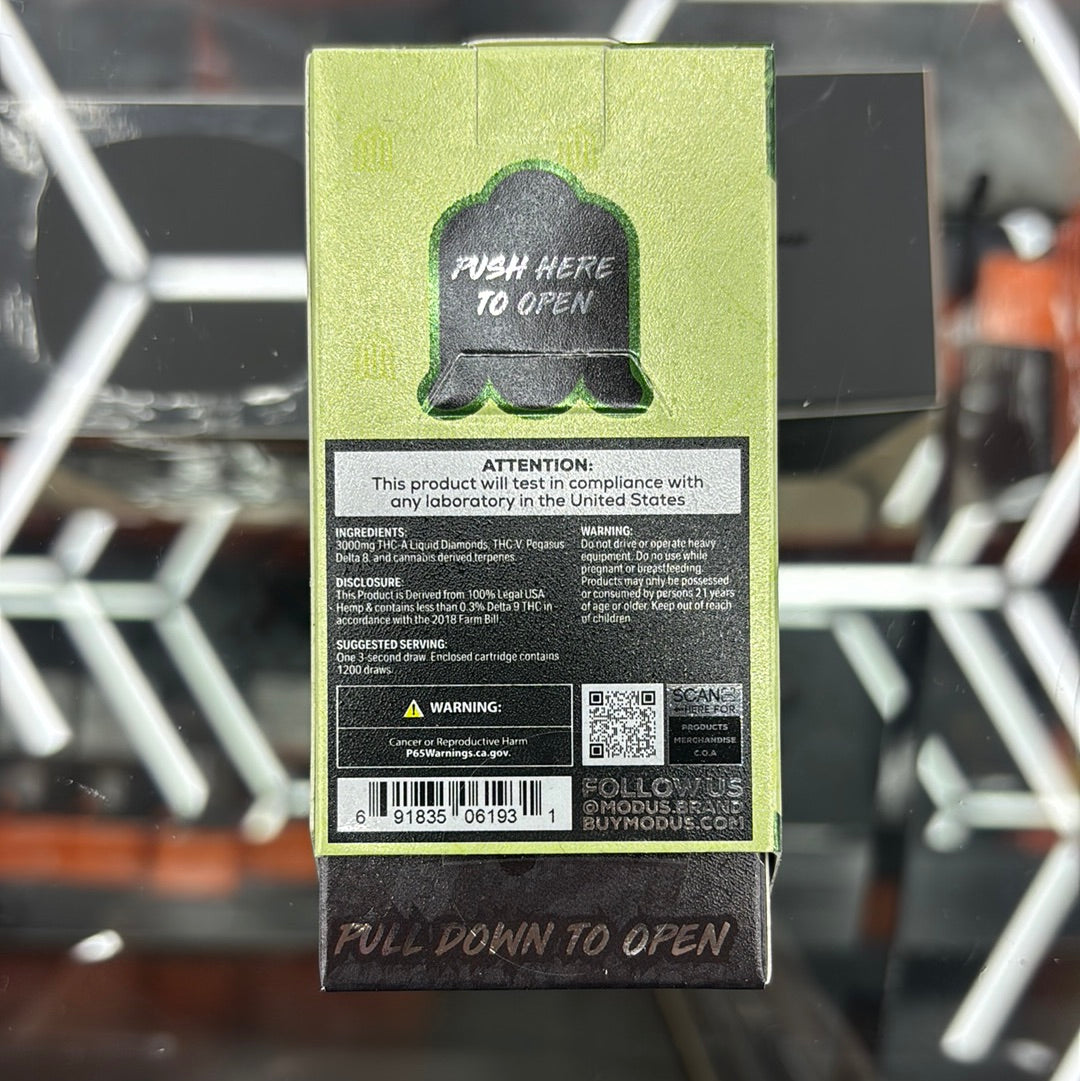 PUSH HERE
TO OPEN
ATTENTION:
This product will test in compliance with
any laboratory in the United States
INGREDIENTS:
3000mg THC-A Liquid Diamonds, THC-V, Pegasus
Delta 8, and cannabis derived terpenes.
DISCLOSURE:
This Product is Derived from 100% Legal USA
Hemp & contains less than 0.3% Delta 9 THC in
accordance with the 2018 Farm Bill.
SUGGESTED SERVING:
One 3-second draw. Enclosed cartridge contains
1200 draws.
WARNING:
Do not drive or operate heavy
equipment. Do no use while
pregnant or breastfeeding.
Products may only be possessed
or consumed by persons 21 years
of age or older. Keep out of reach
of children.
WARNING:
Cancer or Reproductive Harm
P65Warnings.ca.gov.
SCAN
HERE FOR
PRODUCTS
MERCHANDISE
C.O.A
6 91835 06193 1
FOLLOW US
@MODUS.BRAND
BUYMODUS.COM
PULL DOWN TO OPEN